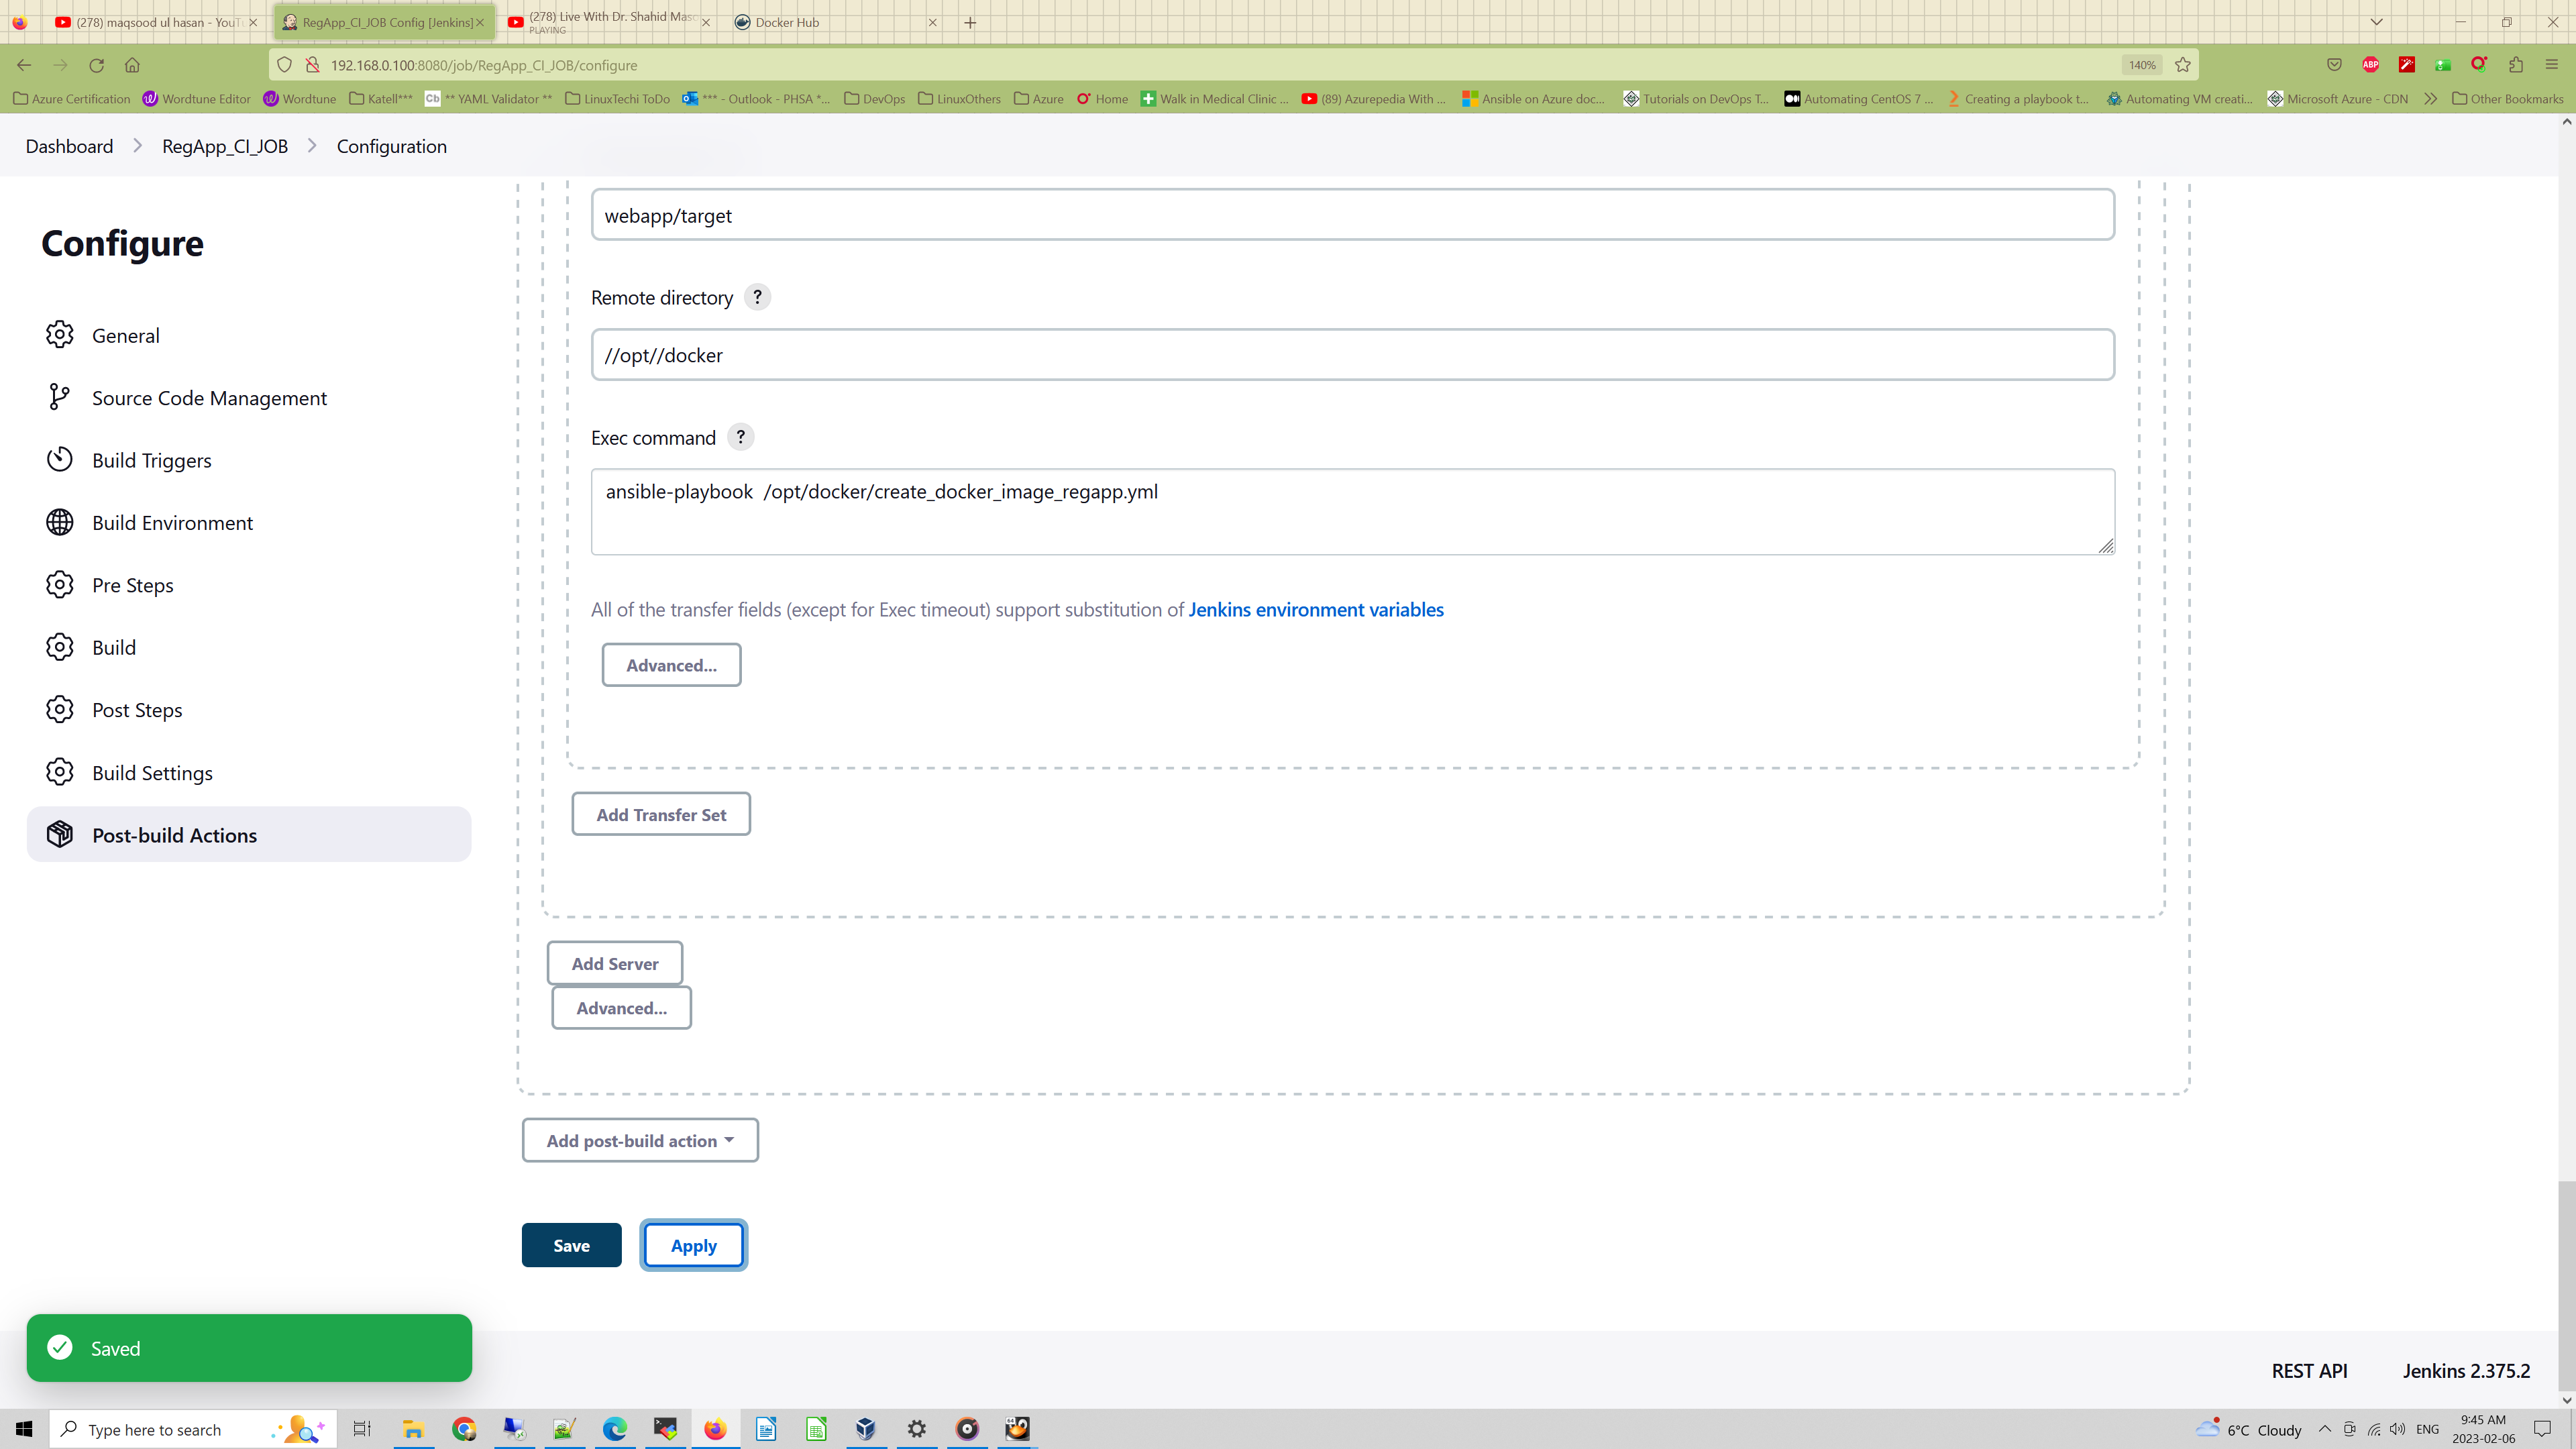 (278) maqsood ul hasan - YouTu
RegApp_CI_JOB Config [Jenkins]
(278) Live With Dr. Shahid Maso
PLAYING
Docker Hub
192.168.0.100:8080/job/RegApp_CI_JOB/configure
140%
ABP
Azure Certification
Wordtune Editor
Wordtune
Katell***
Cb
** YAML Validator **
LinuxTechi ToDo
*** - Outlook - PHSA *...
DevOps
LinuxOthers
Azure
Home
Walk in Medical Clinic ...
(89) Azurepedia With ...
Ansible on Azure doc...
Tutorials on DevOps T...
Automating CentOS 7 ...
Creating a playbook t...
Automating VM creati...
Microsoft Azure - CDN
Other Bookmarks
Dashboard
RegApp_CI_JOB
Configuration
Configure
General
Source Code Management
Build Triggers
Build Environment
Pre Steps
Build
Post Steps
Build Settings
Post-build Actions
webapp/target
Remote directory ?
//opt//docker
Exec command ?
ansible-playbook  /opt/docker/create_docker_image_regapp.yml
All of the transfer fields (except for Exec timeout) support substitution of Jenkins environment variables
Advanced...
Add Transfer Set
Add Server
Advanced...
Add post-build action
Save
Apply
Saved
REST API
Jenkins 2.375.2
Type here to search
6°C Cloudy
ENG
9:45 AM
2023-02-06